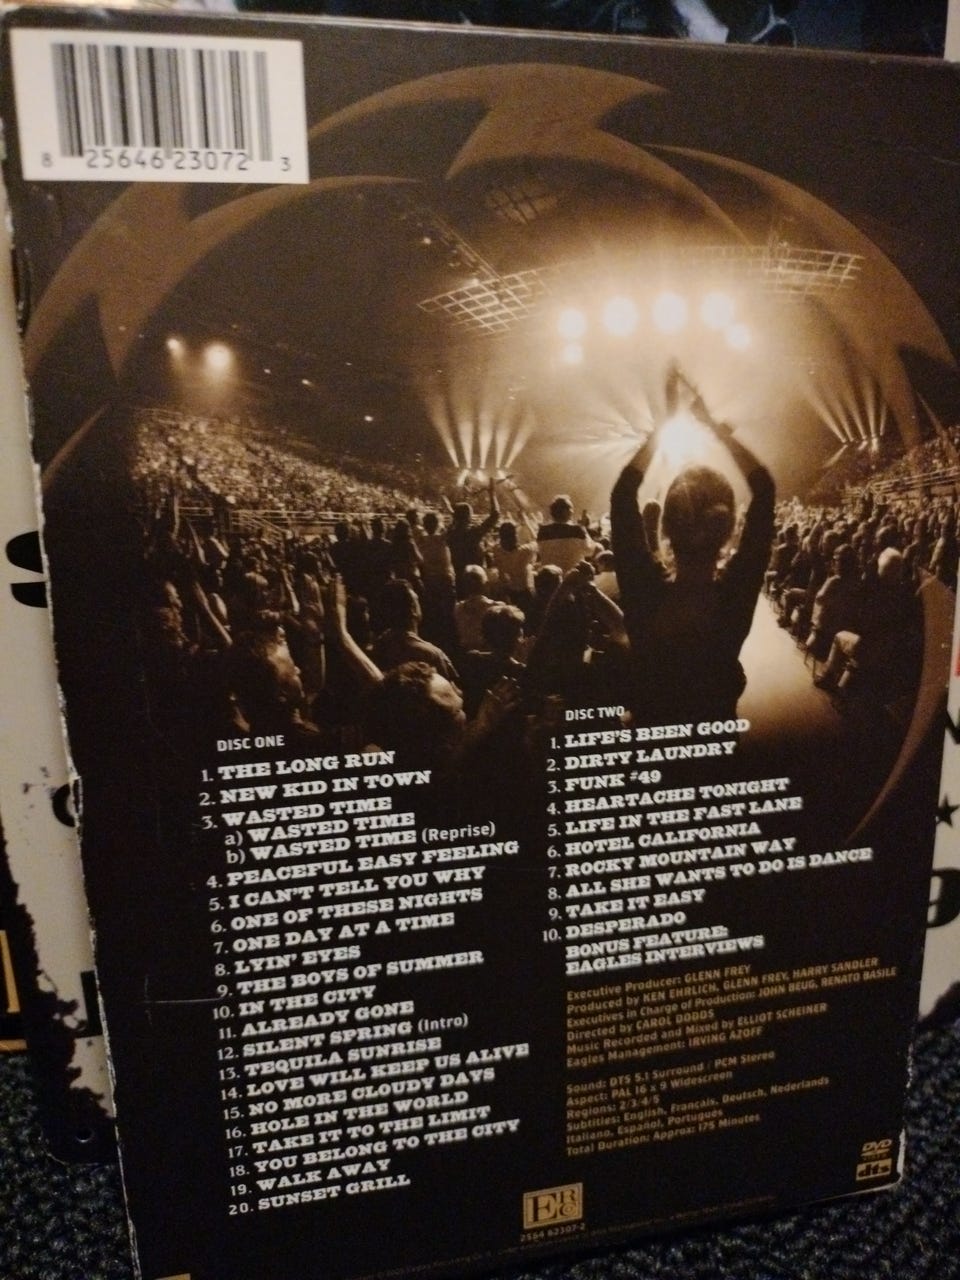 8 25646 23072 3
DISC ONE
1. THE LONG RUN
2. NEW KID IN TOWN
3. WASTED TIME
a) WASTED TIME
b) WASTED TIME (Reprise)
4. PEACEFUL EASY FEELING
5. I CAN'T TELL YOU WHY
6. ONE OF THESE NIGHTS
7. ONE DAY AT A TIME
8. LYIN' EYES
9. THE BOYS OF SUMMER
10. IN THE CITY
11. ALREADY GONE
12. SILENT SPRING (Intro)
13. TEQUILA SUNRISE
14. LOVE WILL KEEP US ALIVE
15. NO MORE CLOUDY DAYS
16. HOLE IN THE WORLD
17. TAKE IT TO THE LIMIT
18. YOU BELONG TO THE CITY
19. WALK AWAY
20. SUNSET GRILL
DISC TWO
1. LIFE'S BEEN GOOD
2. DIRTY LAUNDRY
3. FUNK #49
4. HEARTACHE TONIGHT
5. LIFE IN THE FAST LANE
6. HOTEL CALIFORNIA
7. ROCKY MOUNTAIN WAY
8. ALL SHE WANTS TO DO IS DANCE
9. TAKE IT EASY
10. DESPERADO
BONUS FEATURE:
EAGLES INTERVIEWS
Executive Producer: GLENN FREY
Produced by KEN EHRLICH, GLENN FREY, HARRY SANDLER
Executives in Charge of Production: JOHN BEUG, RENATO BASILE
Directed by CAROL DODDS
Music Recorded and Mixed by ELLIOT SCHEINER
Eagles Management: IRVING AZOFF
Sound: DTS 5.1 Surround / PCM Stereo
Aspect: PAL 16 x 9 Widescreen
Regions: 2/3/4/5
Subtitles: English, Français, Deutsch, Nederlands
Italiano, Español, Português
Total Duration: Approx: 175 Minutes
DVD
dts
ERC
2564 62307-2